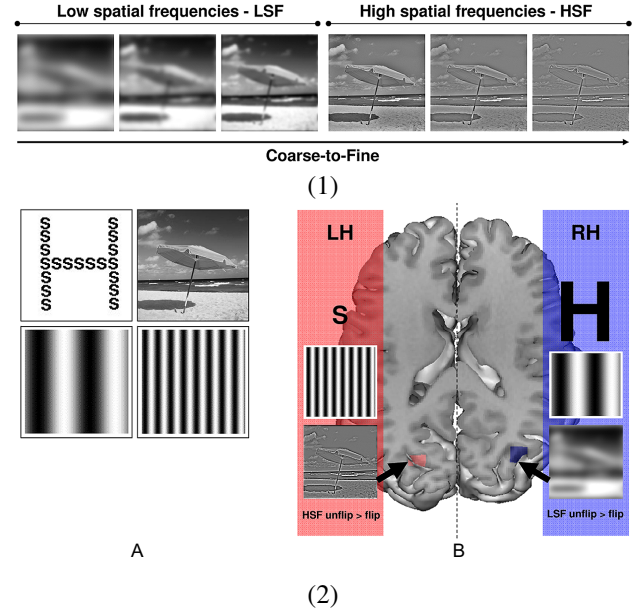 Low spatial frequencies - LSF High spatial frequencies - HSF
Coarse-to-Fine
(1)
S S
S S
S S
S S
SSSSSSS
S S
S S
S S
S S
LH RH
S H
HSF unflip > flip LSF unflip > flip
A B
(2)